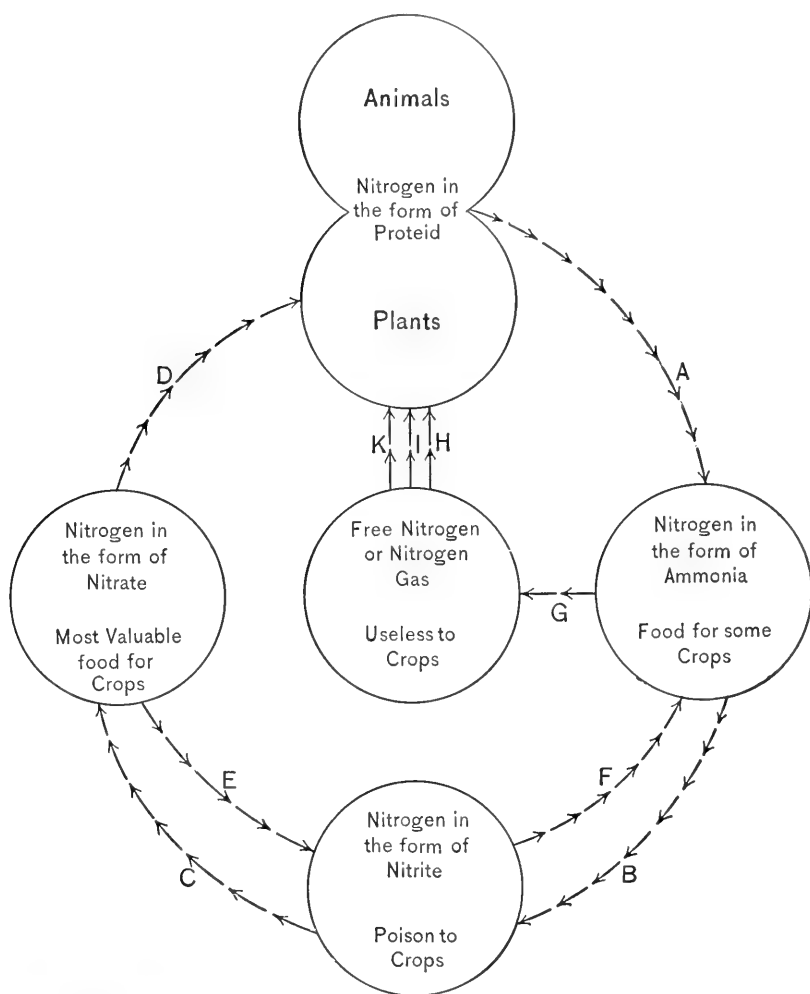 Animals
Nitrogen in
the form of
Proteid
Plants
D
A
K
I
H
Nitrogen in
the form of
Nitrate
Most Valuable
food for
Crops
Free Nitrogen
or Nitrogen
Gas
Useless to
Crops
G
Nitrogen in
the form of
Ammonia
Food for some
Crops
E
F
C
B
Nitrogen in
the form of
Nitrite
Poison to
Crops